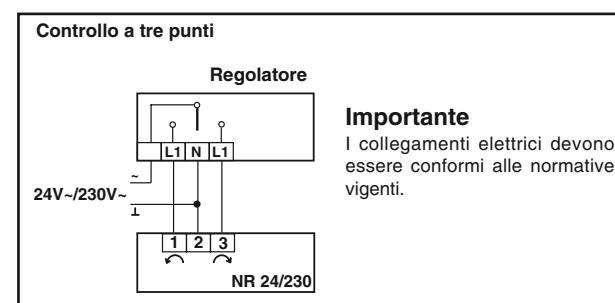 Controllo a tre punti
Regolatore
L1 N L1
~
24V~/230V~
⊥
1 2 3
NR 24/230
Importante
I collegamenti elettrici devono
essere conformi alle normative
vigenti.